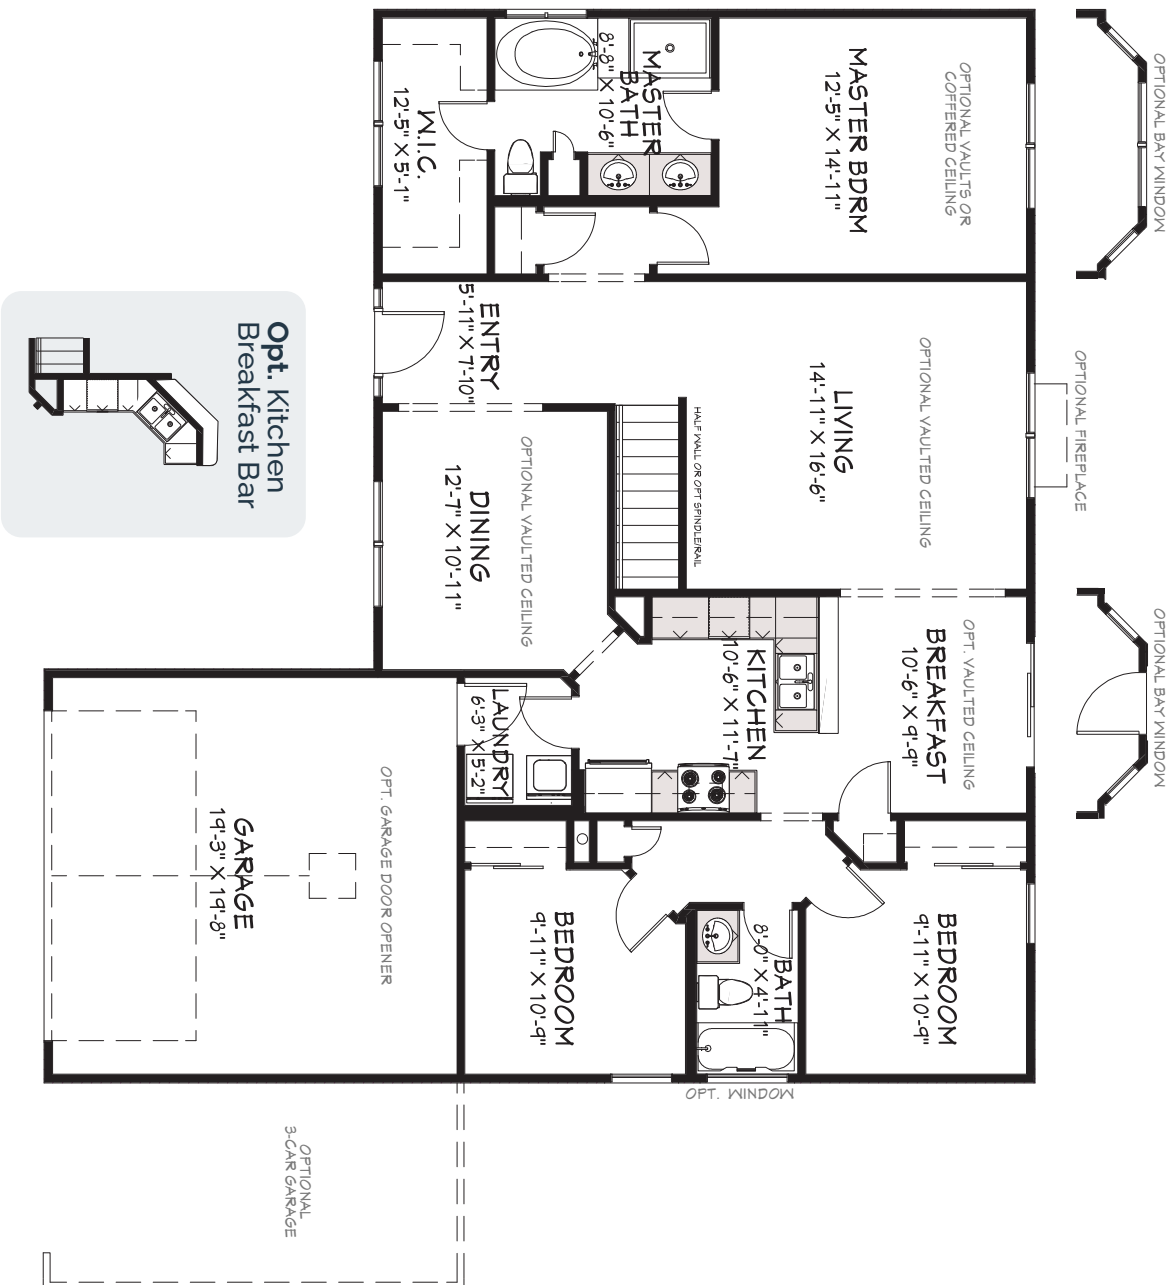 OPTIONAL BAY WINDOW
OPTIONAL FIREPLACE
OPTIONAL BAY WINDOW
OPTIONAL VAULTS OR
COFFERED CEILING
MASTER BDRM
12'-5" X 14'-11"
MASTER
BATH
8'-8" X 10'-6"
W.I.C.
12'-5" X 5'-1"
OPTIONAL VAULTED CEILING
LIVING
14'-11" X 16'-6"
HALF WALL OR OPT SPINDLE/RAIL
ENTRY
5'-11" X 7'-10"
OPTIONAL VAULTED CEILING
DINING
12'-7" X 10'-11"
OPT. VAULTED CEILING
BREAKFAST
10'-6" X 9'-9"
KITCHEN
10'-6" X 11'-7"
LAUNDRY
6'-3" X 5'-2"
BEDROOM
9'-11" X 10'-9"
BATH
8'-0" X 4'-11"
BEDROOM
9'-11" X 10'-9"
OPT. WINDOW
OPT. GARAGE DOOR OPENER
GARAGE
19'-3" X 19'-8"
OPTIONAL
3-CAR GARAGE
Opt. Kitchen
Breakfast Bar